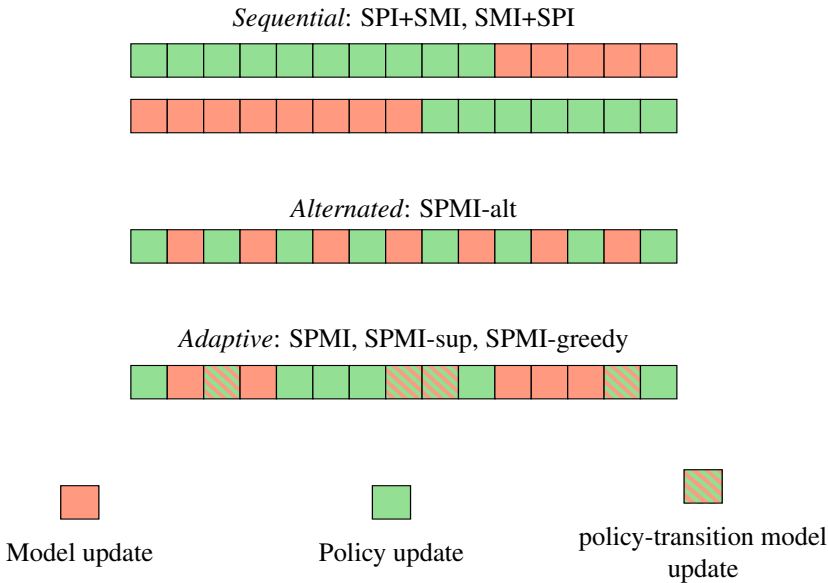 Sequential: SPI+SMI, SMI+SPI
Alternated: SPMI-alt
Adaptive: SPMI, SPMI-sup, SPMI-greedy
Model update
Policy update
policy-transition model
update